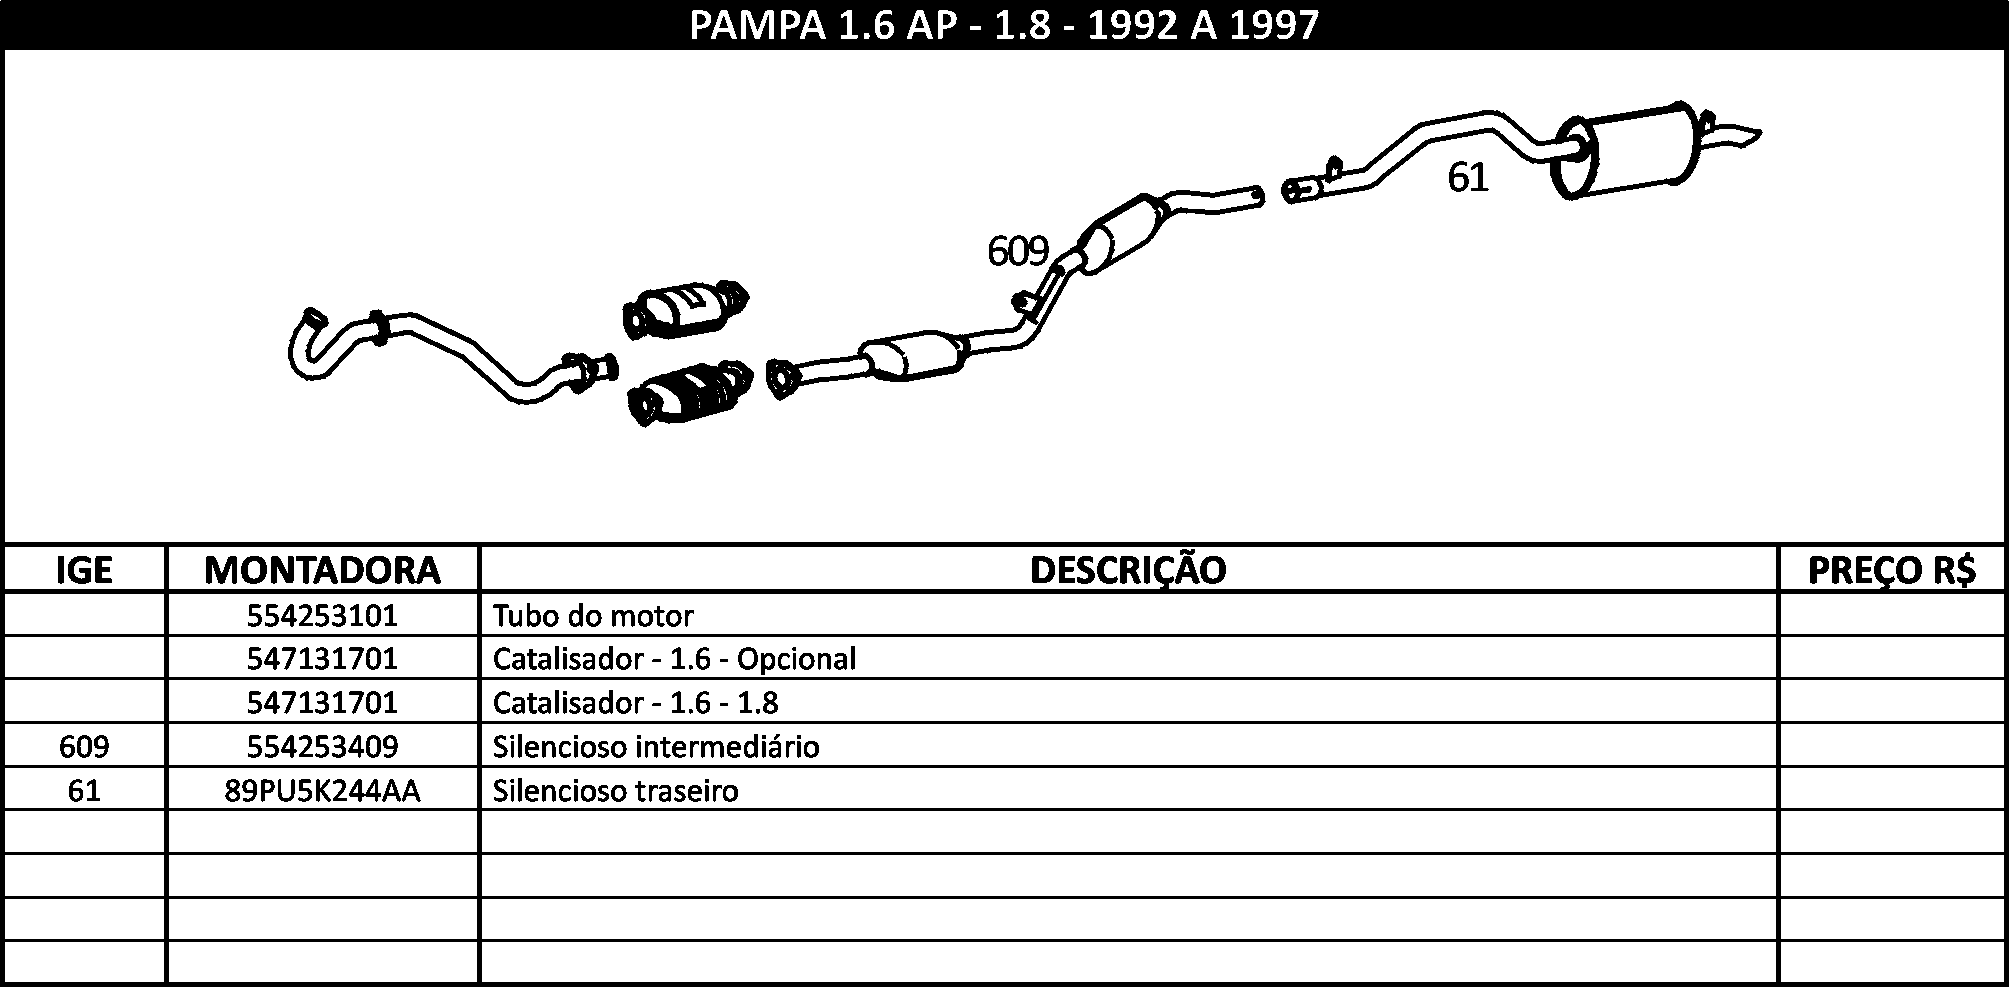 PAMPA 1.6 AP - 1.8 - 1992 A 1997
61
609
IGE MONTADORA DESCRIÇÃO PREÇO R$
554253101 Tubo do motor
547131701 Catalisador - 1.6 - Opcional
547131701 Catalisador - 1.6 - 1.8
609 554253409 Silencioso intermediário
61 89PU5K244AA Silencioso traseiro